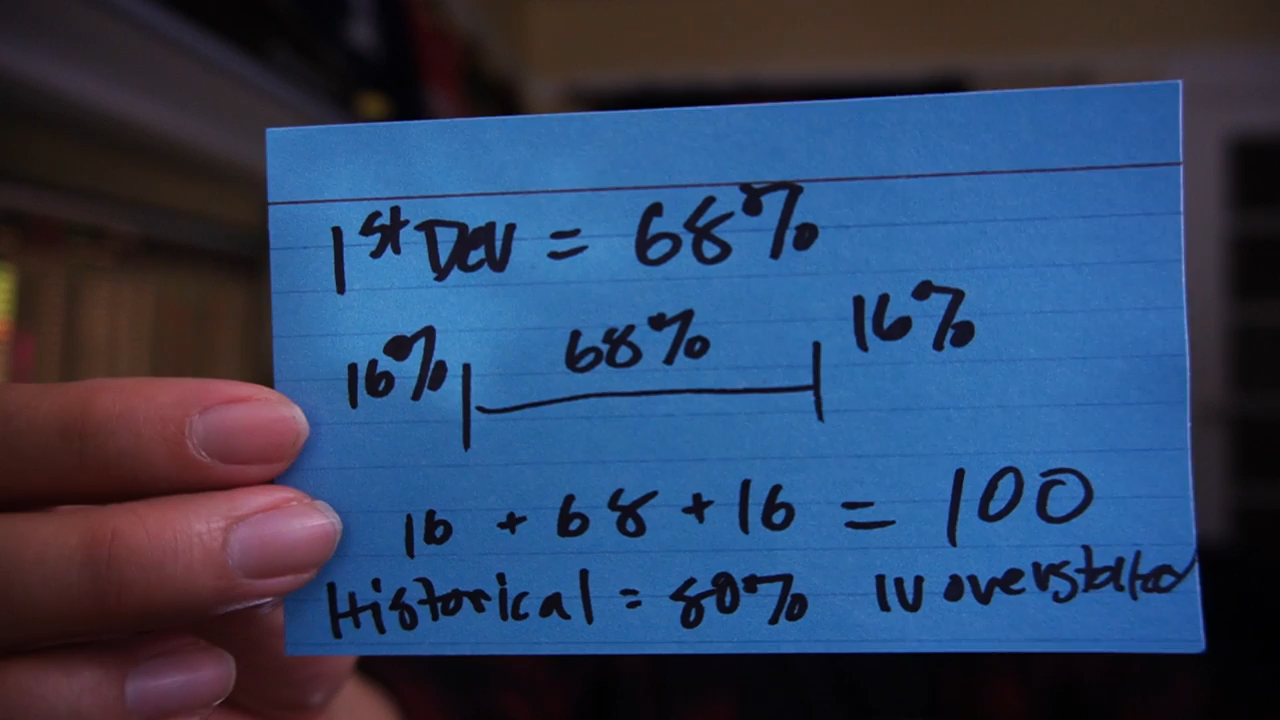 1st Dev = 68%
16% 68% 16%
16 + 68 + 16 = 100
Historical = 80% IV overstated